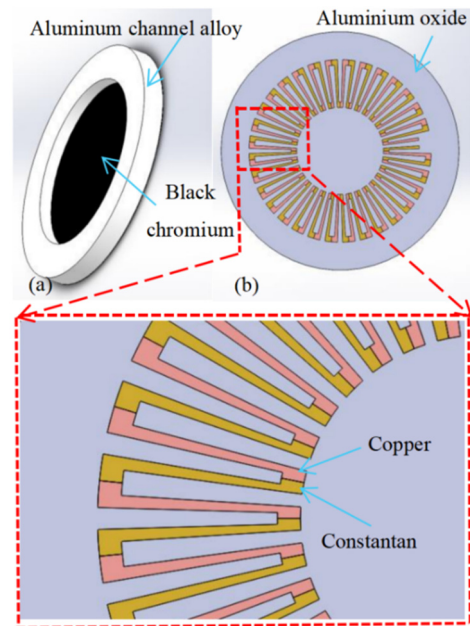 Aluminum channel alloy
Aluminium oxide
Black
chromium
(a)
(b)
Copper
Constantan